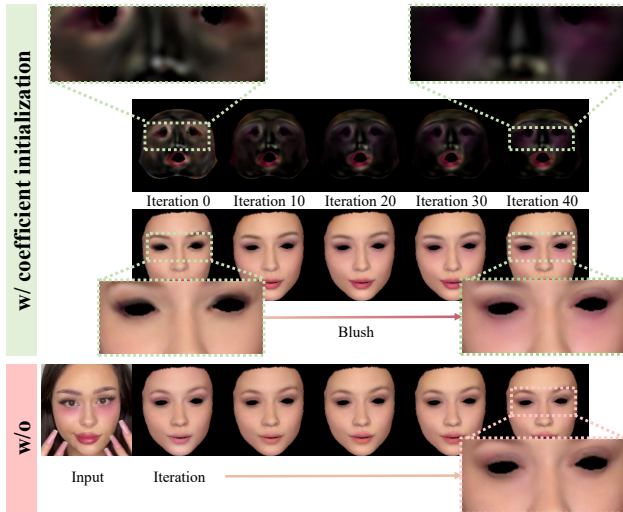 w/ coefficient initialization
Iteration 0 Iteration 10 Iteration 20 Iteration 30 Iteration 40
Blush
w/o
Input Iteration